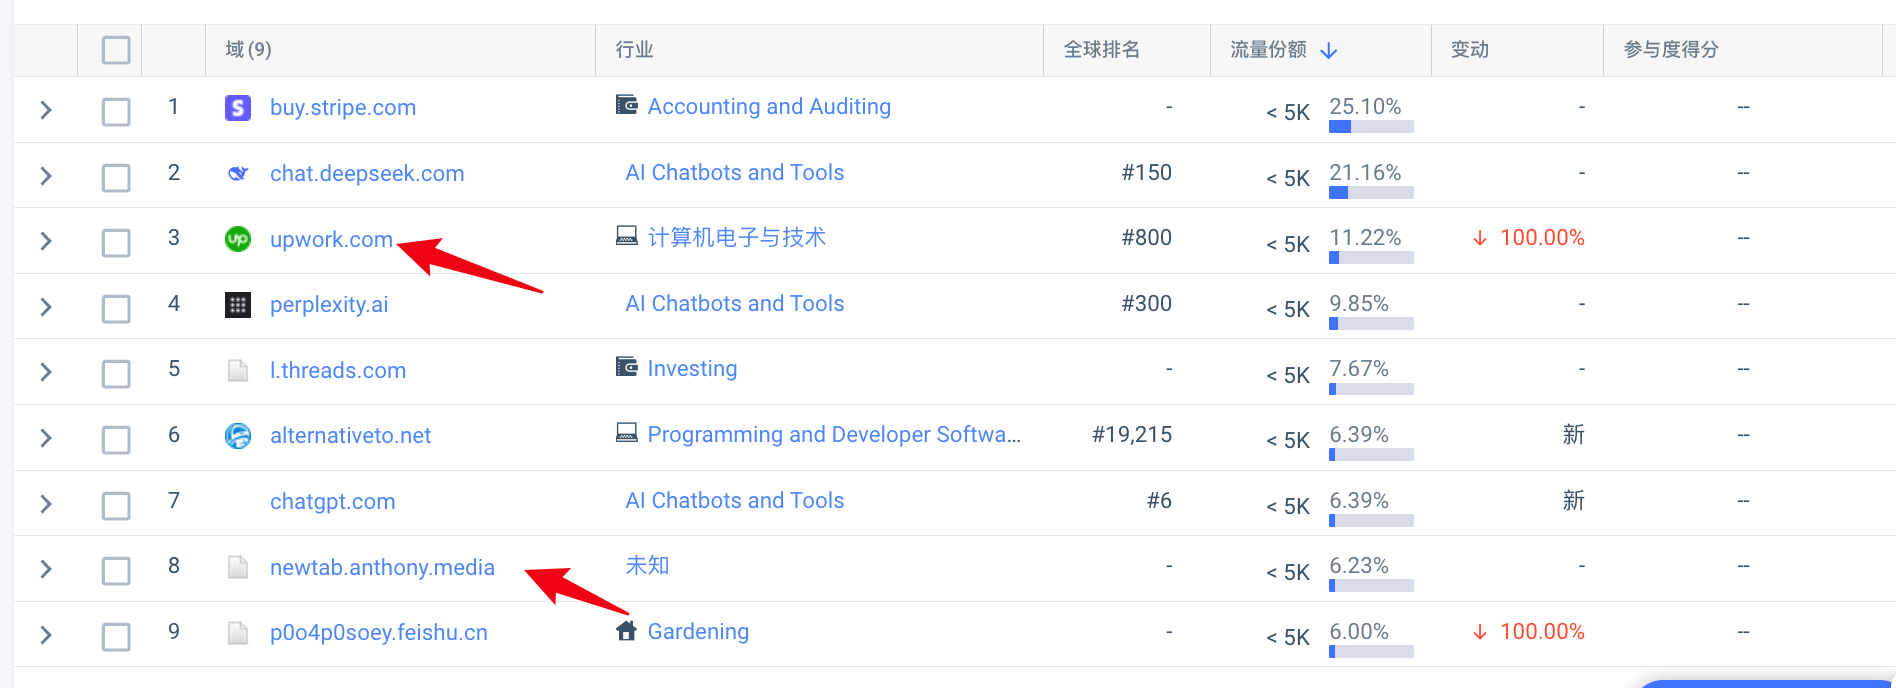 域 (9) 行业 全球排名 流量份额 变动 参与度得分
1 buy.stripe.com Accounting and Auditing - < 5K 25.10% - --
2 chat.deepseek.com AI Chatbots and Tools #150 < 5K 21.16% - --
3 upwork.com 计算机电子与技术 #800 < 5K 11.22% 100.00% --
4 perplexity.ai AI Chatbots and Tools #300 < 5K 9.85% - --
5 l.threads.com Investing - < 5K 7.67% - --
6 alternativeto.net Programming and Developer Softwa... #19,215 < 5K 6.39% 新 --
7 chatgpt.com AI Chatbots and Tools #6 < 5K 6.39% 新 --
8 newtab.anthony.media 未知 - < 5K 6.23% - --
9 p0o4p0soey.feishu.cn Gardening - < 5K 6.00% 100.00% --